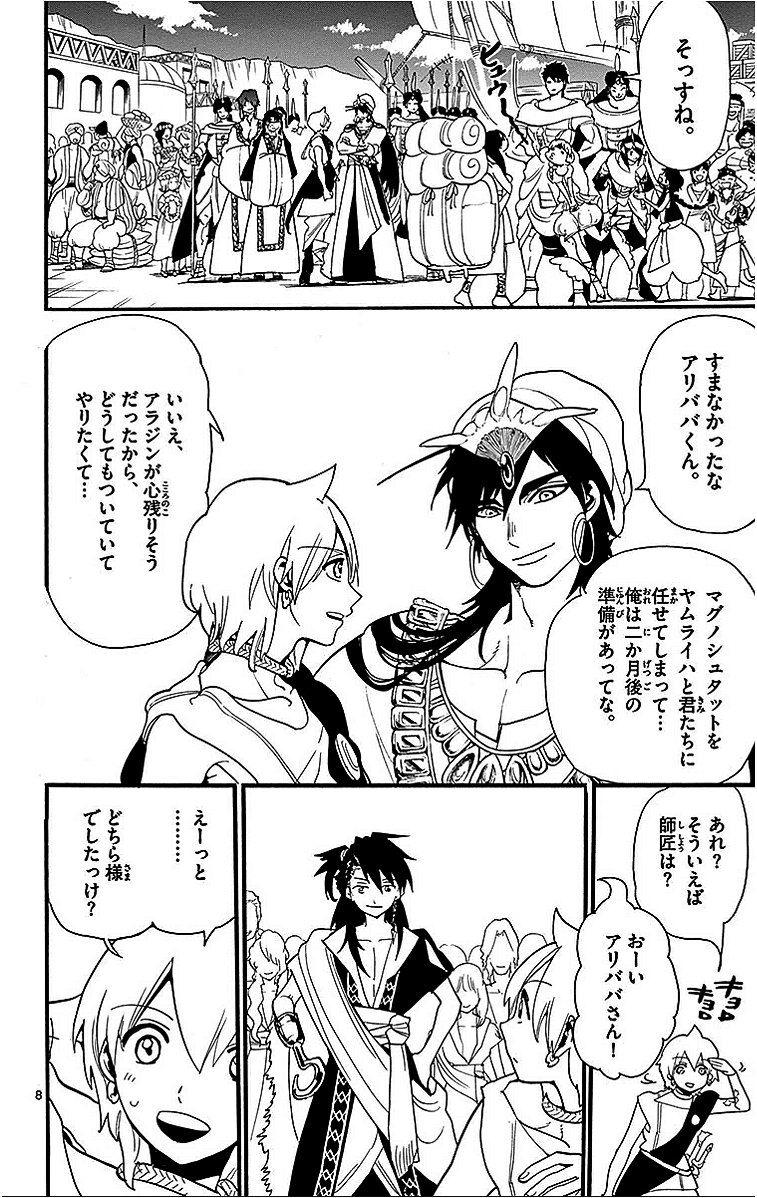 そっすね。
ヒュウ〜
すまなかったな
アリババくん。
マグノシュタットを
ヤムライハと君たちに
任せてしまって…
俺は二か月後の
準備があってな。
いいえ、
アラジンが心残りそう
だったから、
どうしてもついていて
やりたくて…
あれ？
そういえば
師匠は？
キョロ
キョロ
おーい
アリババさん！
えーっと
………
どちら様
でしたっけ？
8